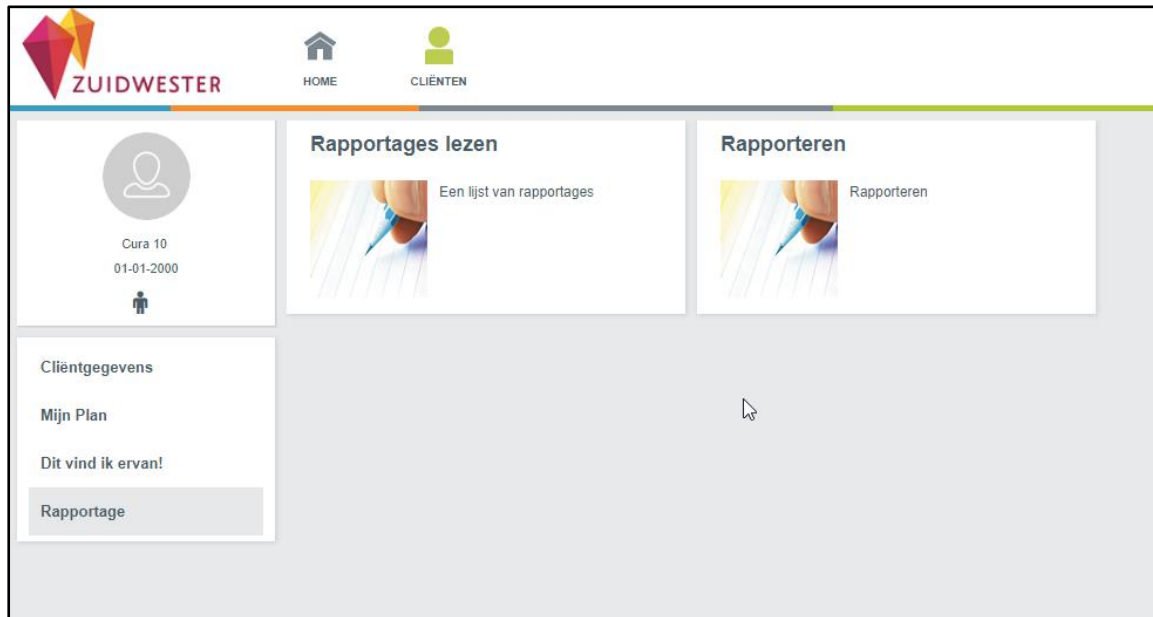 ZUIDWESTER
HOME
CLIËNTEN
Cura 10
01-01-2000
Cliëntgegevens
Mijn Plan
Dit vind ik ervan!
Rapportage
Rapportages lezen
Een lijst van rapportages
Rapporteren
Rapporteren